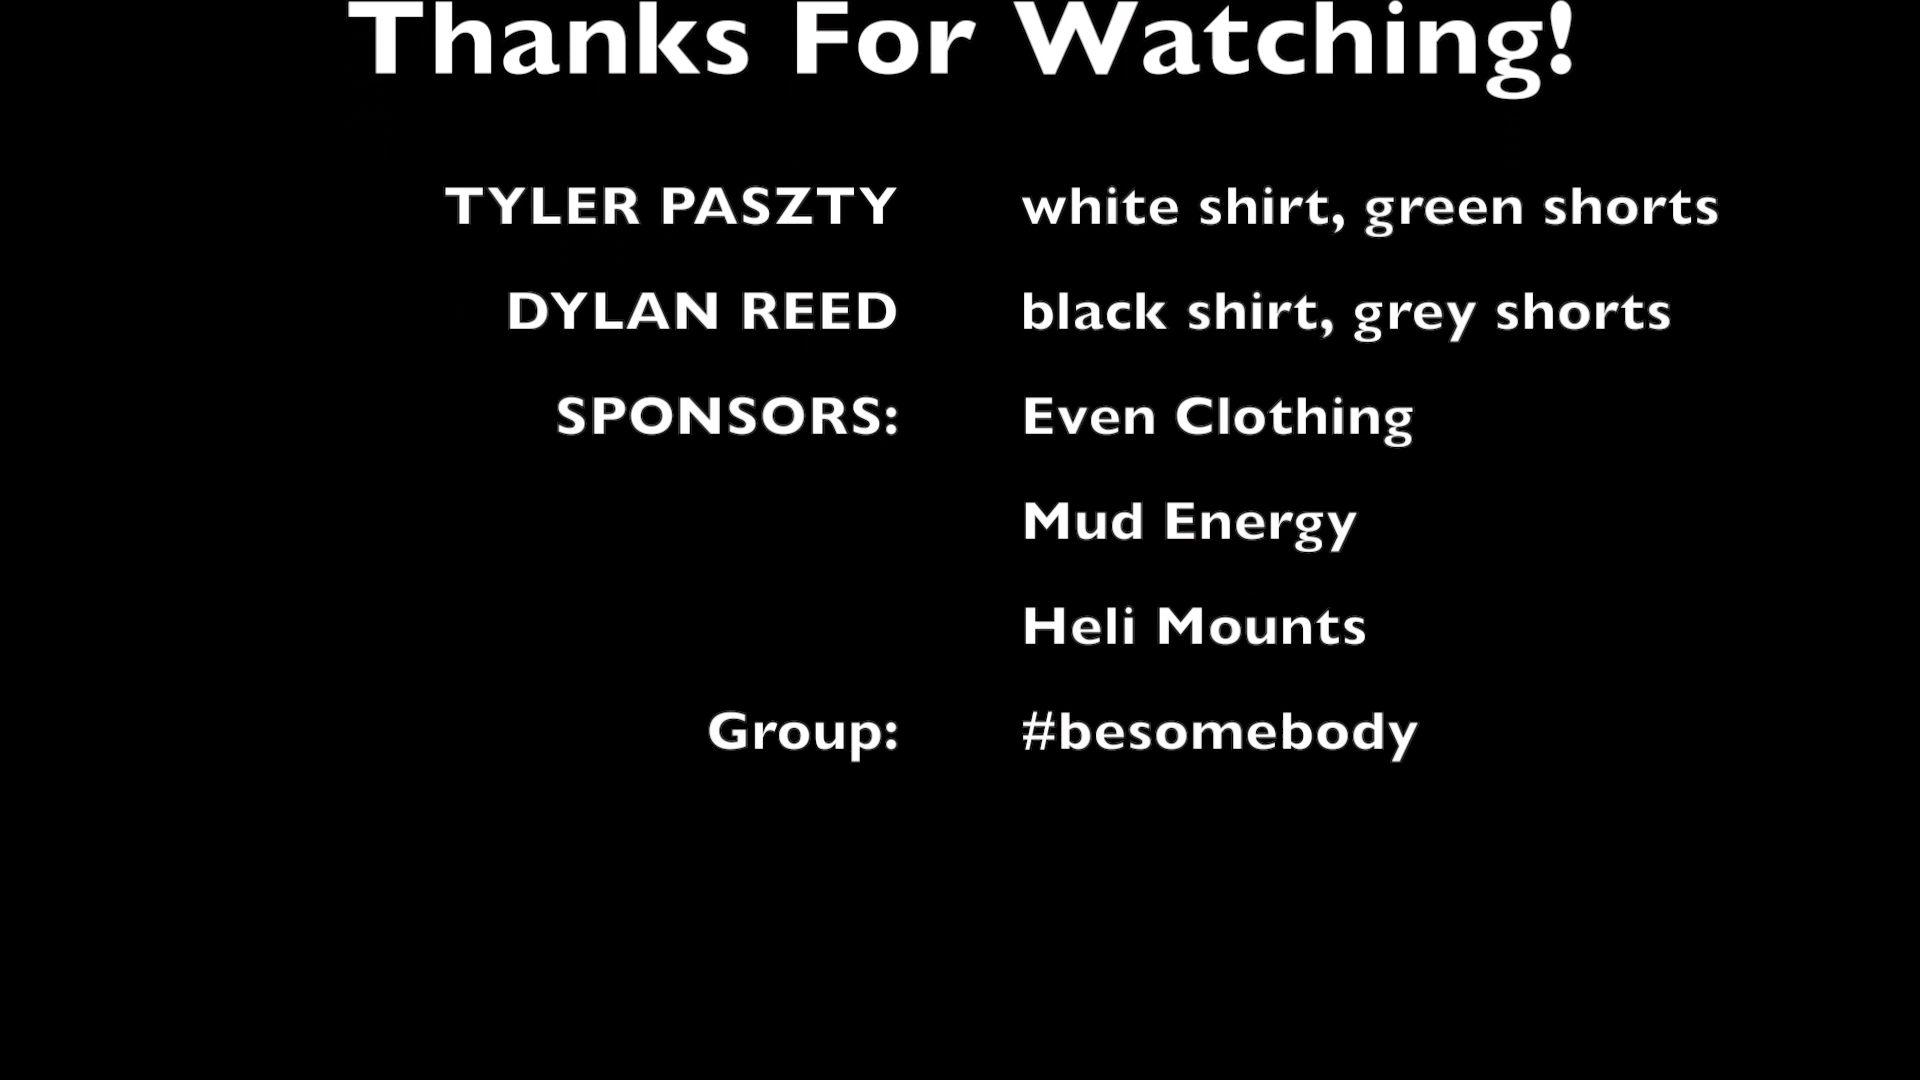 Thanks For Watching!
TYLER PASZTY white shirt, green shorts
DYLAN REED black shirt, grey shorts
SPONSORS: Even Clothing
Mud Energy
Heli Mounts
Group: #besomebody